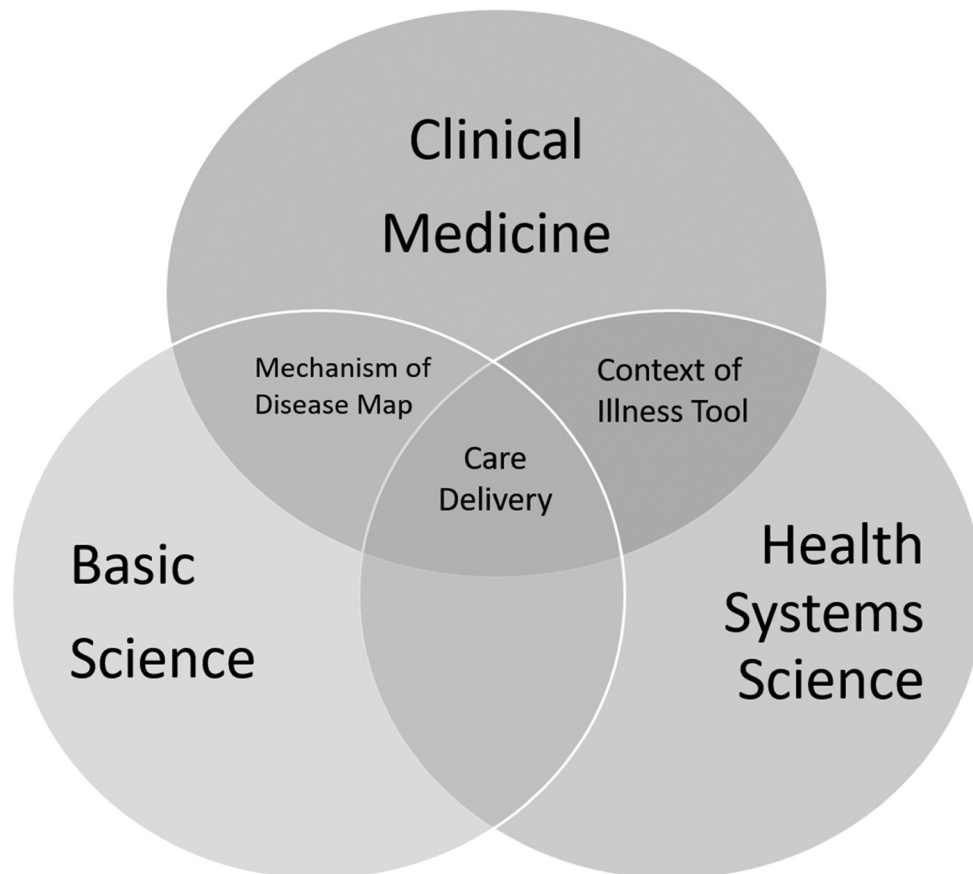 Clinical
Medicine
Mechanism of
Disease Map
Context of
Illness Tool
Care
Delivery
Basic
Science
Health
Systems
Science